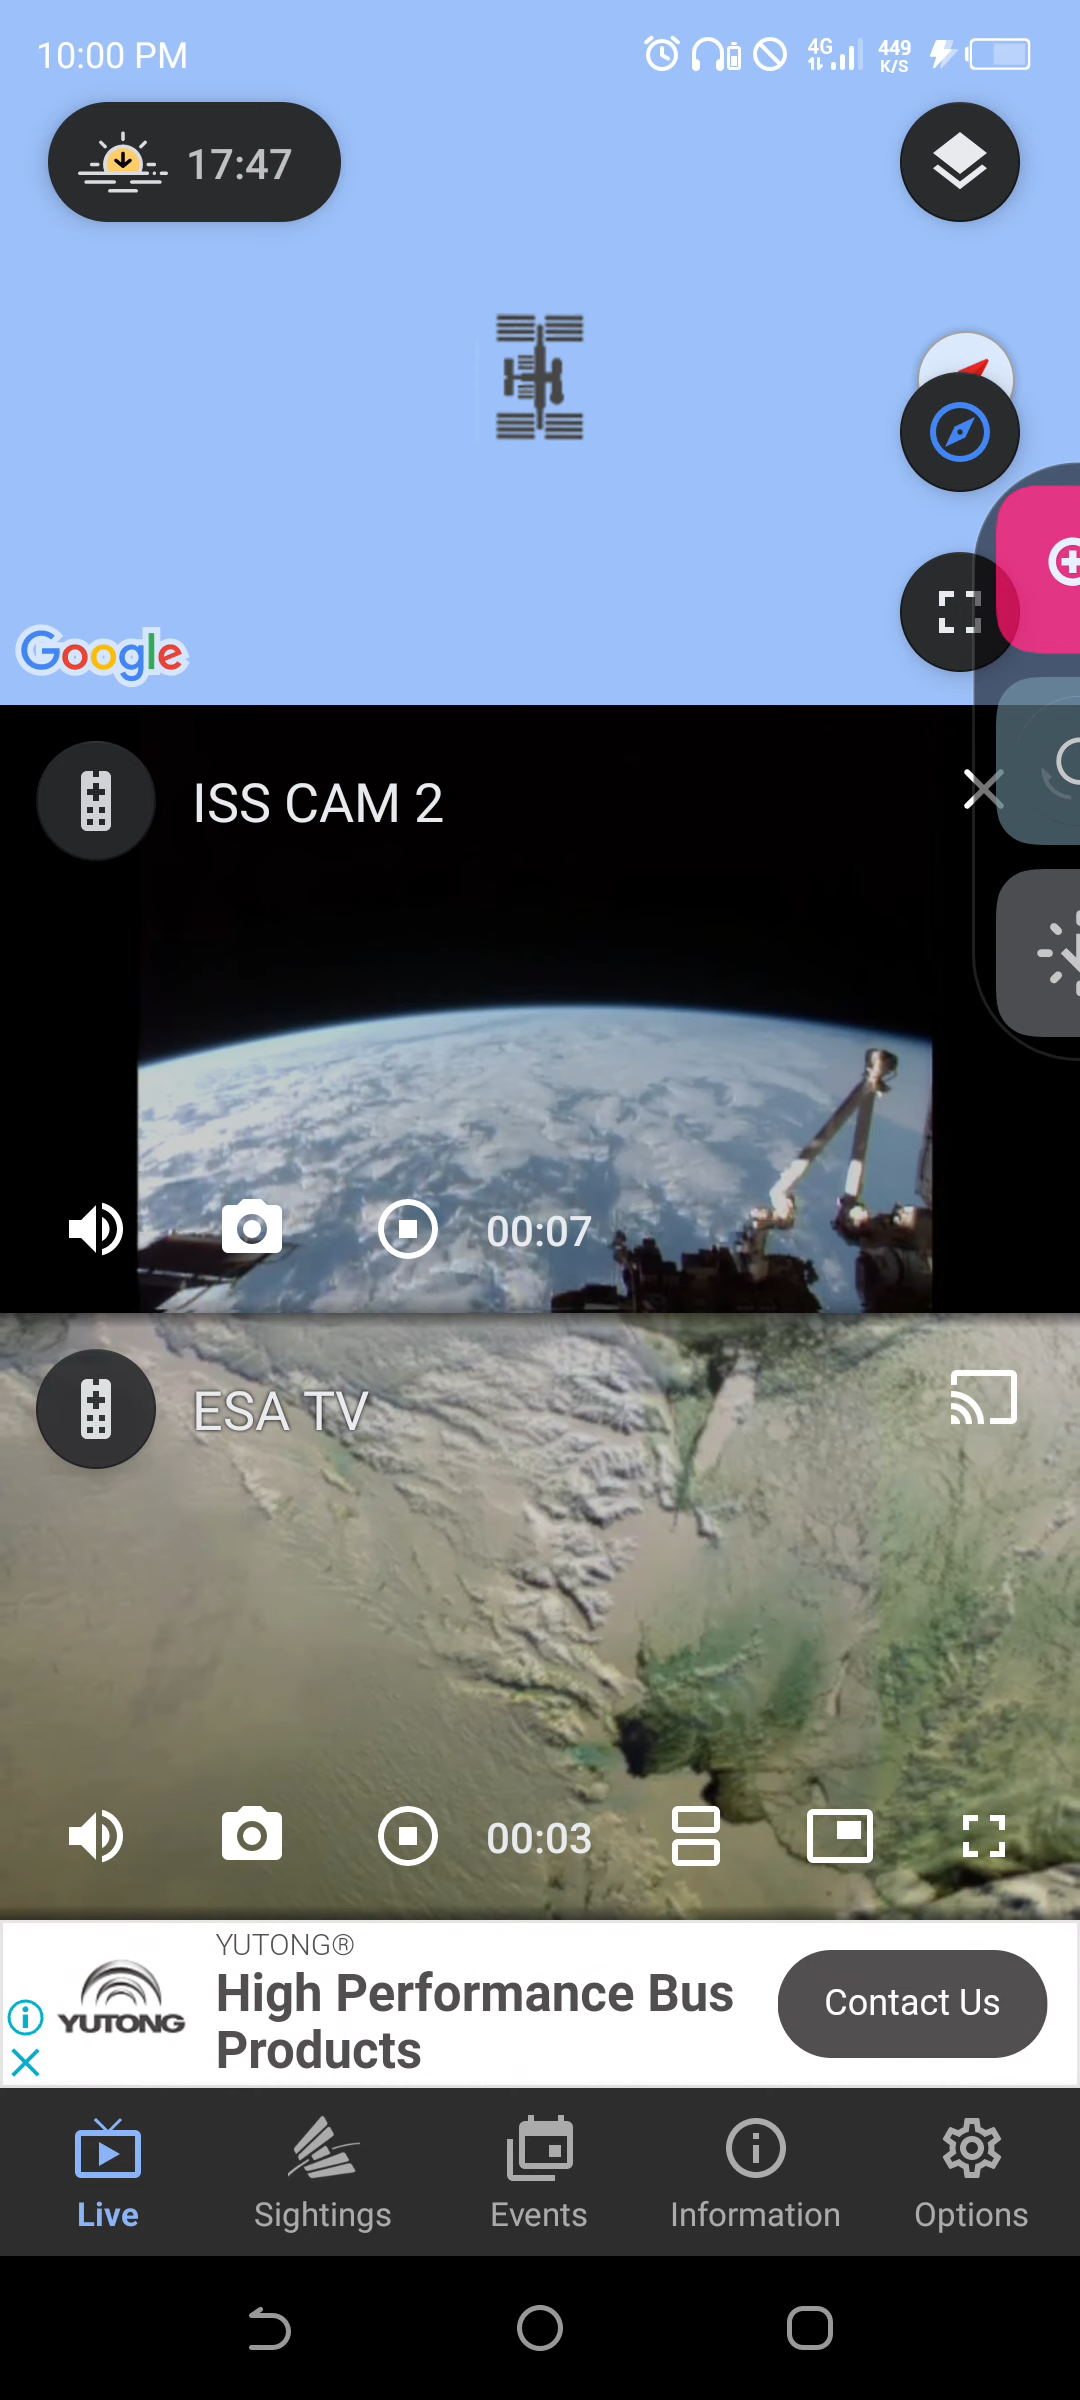 10:00 PM
4G
449
K/S
17:47
Google
ISS CAM 2
00:07
ESA TV
00:03
YUTONG®
High Performance Bus
Products
YUTONG
Contact Us
Live
Sightings
Events
Information
Options